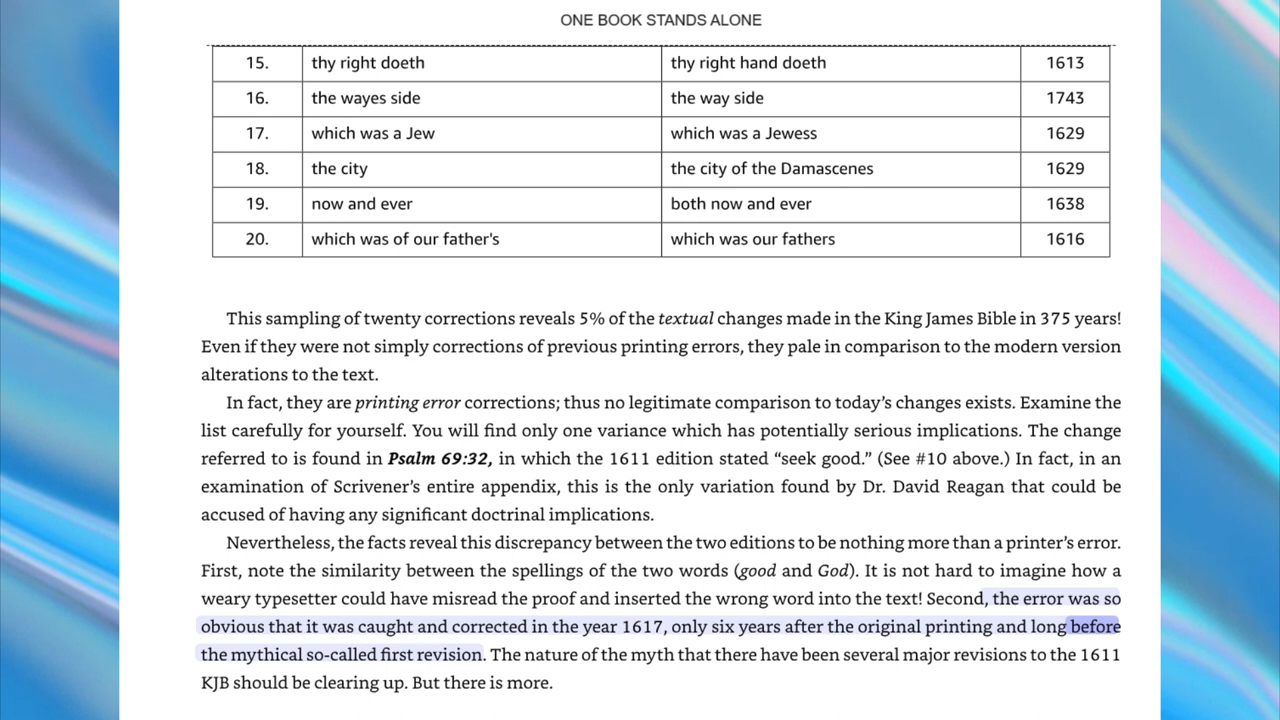 ONE BOOK STANDS ALONE
15. thy right doeth thy right hand doeth 1613
16. the wayes side the way side 1743
17. which was a Jew which was a Jewess 1629
18. the city the city of the Damascenes 1629
19. now and ever both now and ever 1638
20. which was of our father's which was our fathers 1616
This sampling of twenty corrections reveals 5% of the textual changes made in the King James Bible in 375 years!
Even if they were not simply corrections of previous printing errors, they pale in comparison to the modern version
alterations to the text.
In fact, they are printing error corrections; thus no legitimate comparison to today’s changes exists. Examine the
list carefully for yourself. You will find only one variance which has potentially serious implications. The change
referred to is found in Psalm 69:32, in which the 1611 edition stated “seek good.” (See #10 above.) In fact, in an
examination of Scrivener’s entire appendix, this is the only variation found by Dr. David Reagan that could be
accused of having any significant doctrinal implications.
Nevertheless, the facts reveal this discrepancy between the two editions to be nothing more than a printer’s error.
First, note the similarity between the spellings of the two words (good and God). It is not hard to imagine how a
weary typesetter could have misread the proof and inserted the wrong word into the text! Second, the error was so
obvious that it was caught and corrected in the year 1617, only six years after the original printing and long before
the mythical so-called first revision. The nature of the myth that there have been several major revisions to the 1611
KJB should be clearing up. But there is more.